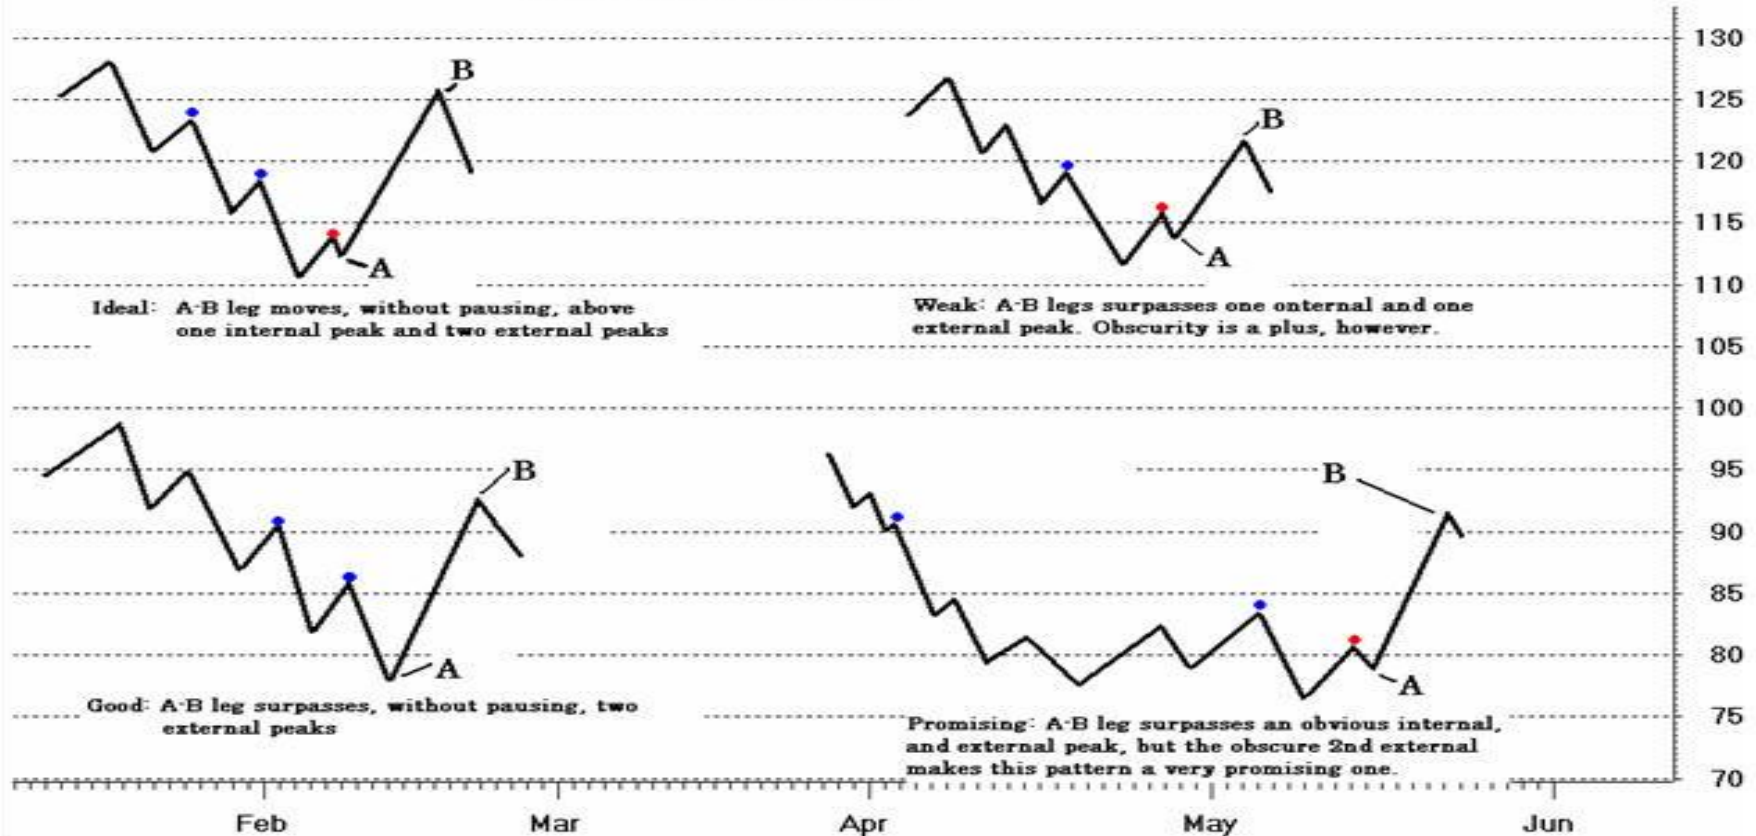 B
A
Ideal: A-B leg moves, without pausing, above
one internal peak and two external peaks
B
A
Weak: A-B legs surpasses one onternal and one
external peak. Obscurity is a plus, however.
B
A
Good: A-B leg surpasses, without pausing, two
external peaks
B
A
Promising: A-B leg surpasses an obvious internal,
and external peak, but the obscure 2nd external
makes this pattern a very promising one.
130
125
120
115
110
105
100
95
90
85
80
75
70
Feb Mar Apr May Jun